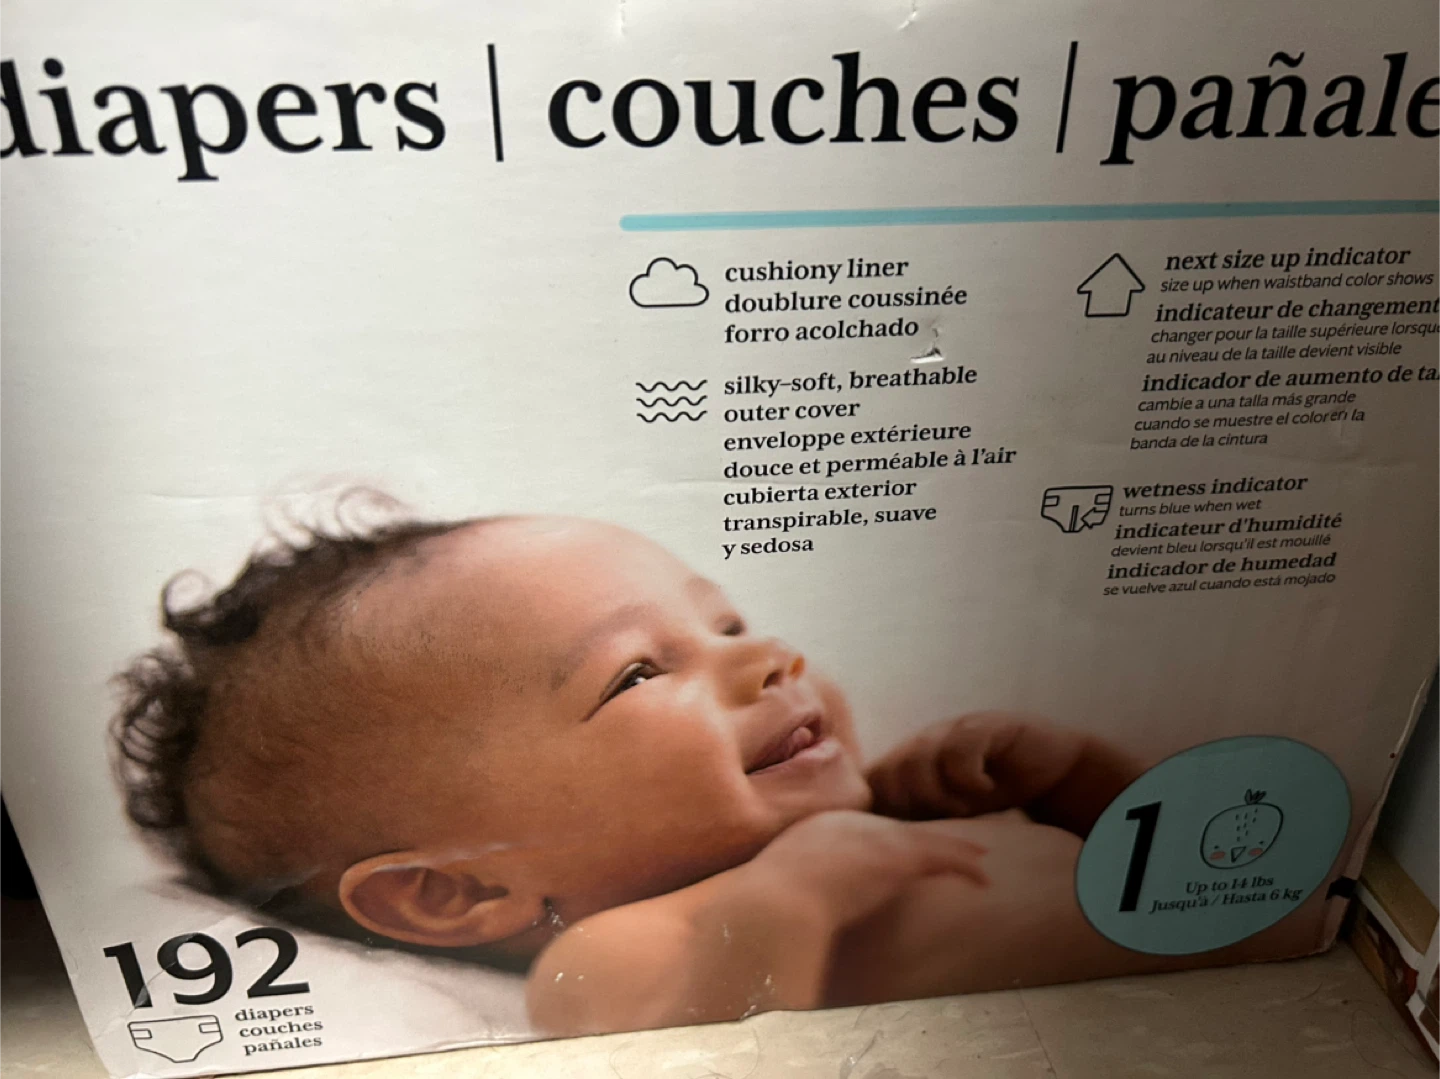 diapers | couches | pañale
cushiony liner
doublure coussinée
forro acolchado
silky-soft, breathable
outer cover
enveloppe extérieure
douce et perméable à l'air
cubierta exterior
transpirable, suave
y sedosa
next size up indicator
size up when waistband color shows
indicateur de changement
changer pour la taille supérieure lorsqu
au niveau de la taille devient visible
indicador de aumento de ta
cambie a una talla más grande
cuando se muestre el color en la
banda de la cintura
wetness indicator
turns blue when wet
indicateur d'humidité
devient bleu lorsqu'il est mouillé
indicador de humedad
se vuelve azul cuando está mojado
1
Up to 14 lbs
Jusqu'à / Hasta 6 kg
192
diapers
couches
pañales